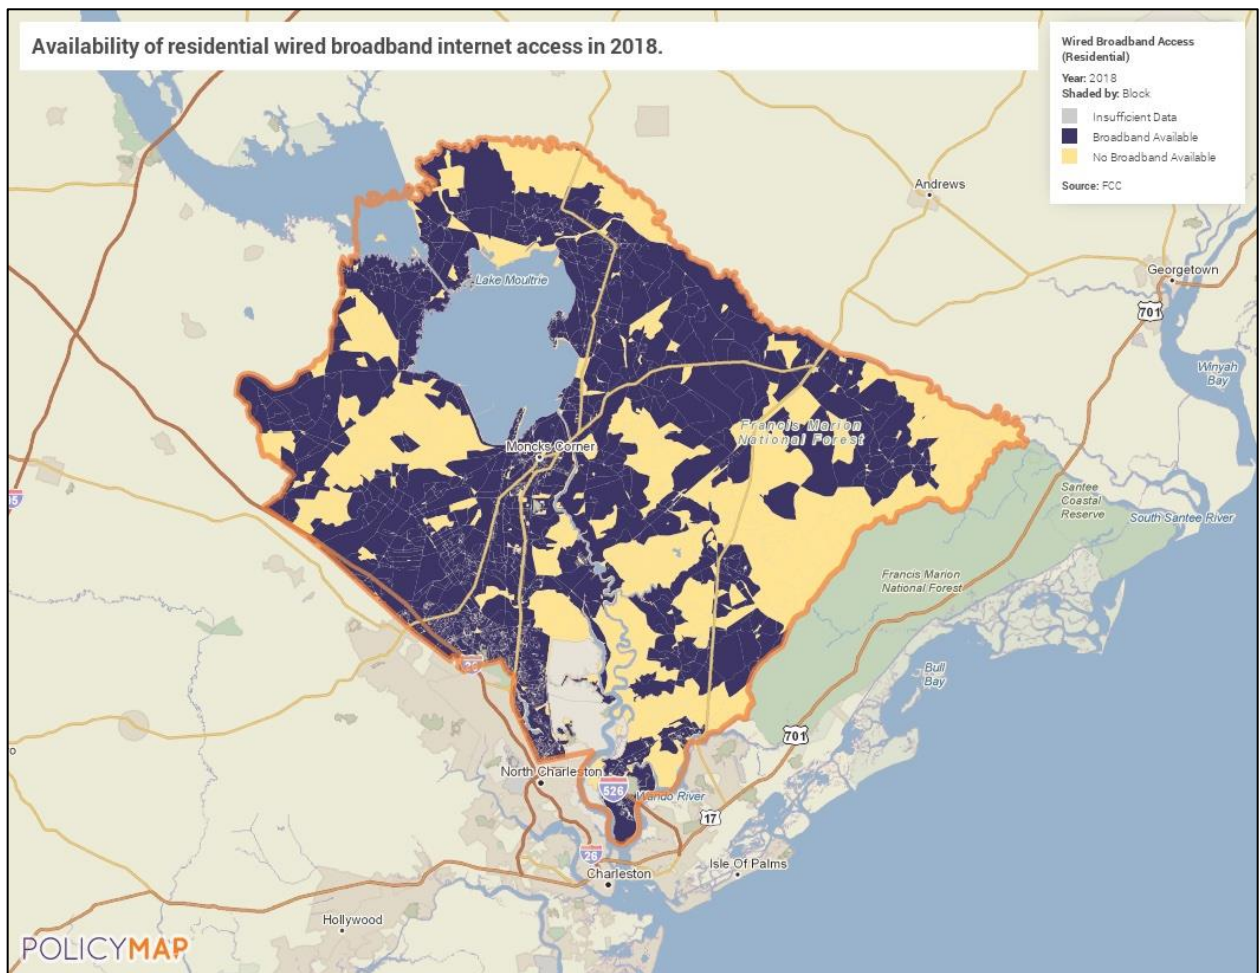 Availability of residential wired broadband internet access in 2018.
Wired Broadband Access
(Residential)
Year: 2018
Shaded by: Block
Insufficient Data
Broadband Available
No Broadband Available
Source: FCC
Andrews
Georgetown
701
Lake Moultrie
Winyah
Bay
Francis Marion
National Forest
Moncks Corner
Santee
Coastal
Reserve
South Santee River
Francis Marion
National Forest
26
Bull
Bay
701
North Charleston
526
Wando River
17
26
Isle Of Palms
Charleston
Hollywood
POLICYMAP